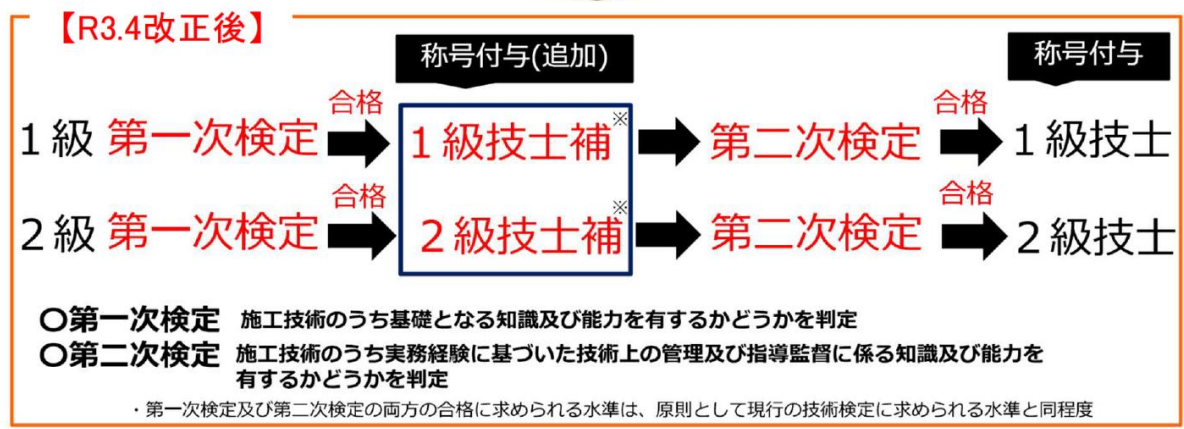 【R3.4改正後】
称号付与(追加)
称号付与
1級 第一次検定 合格 1級技士補※ 第二次検定 合格 1級技士
2級 第一次検定 合格 2級技士補※ 第二次検定 合格 2級技士
〇第一次検定 施工技術のうち基礎となる知識及び能力を有するかどうかを判定
〇第二次検定 施工技術のうち実務経験に基づいた技術上の管理及び指導監督に係る知識及び能力を
有するかどうかを判定
・第一次検定及び第二次検定の両方の合格に求められる水準は、原則として現行の技術検定に求められる水準と同程度